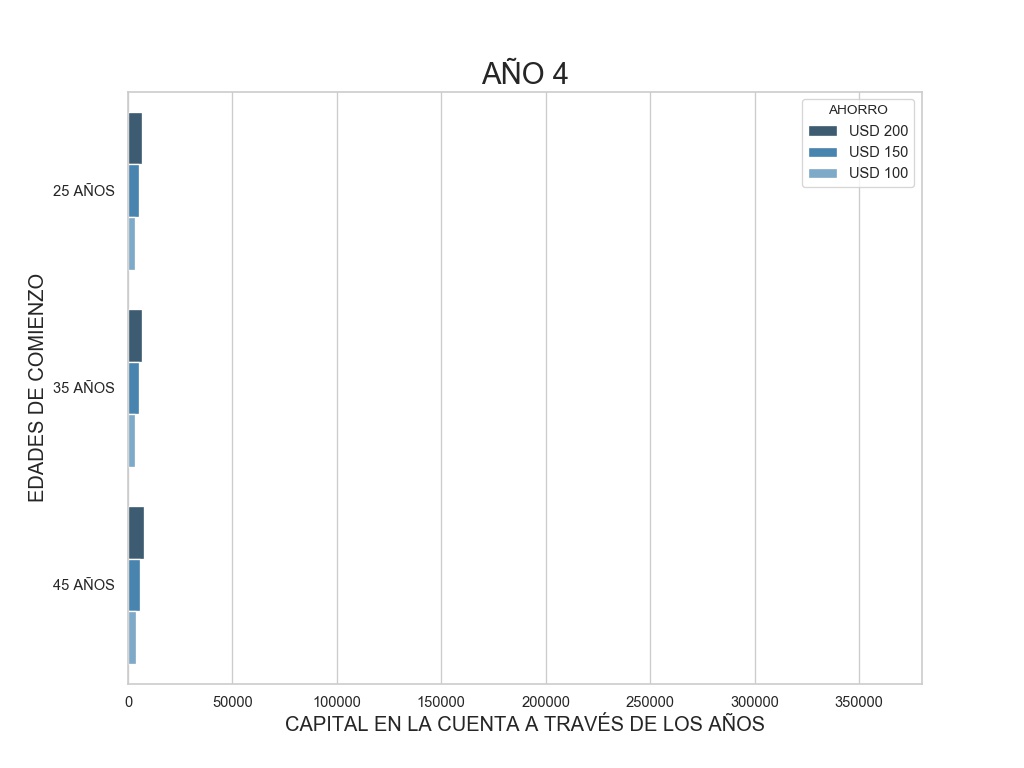 AÑO 4
AHORRO
USD 200
USD 150
USD 100
25 AÑOS
35 AÑOS
45 AÑOS
EDADES DE COMIENZO
0 50000 100000 150000 200000 250000 300000 350000
CAPITAL EN LA CUENTA A TRAVÉS DE LOS AÑOS